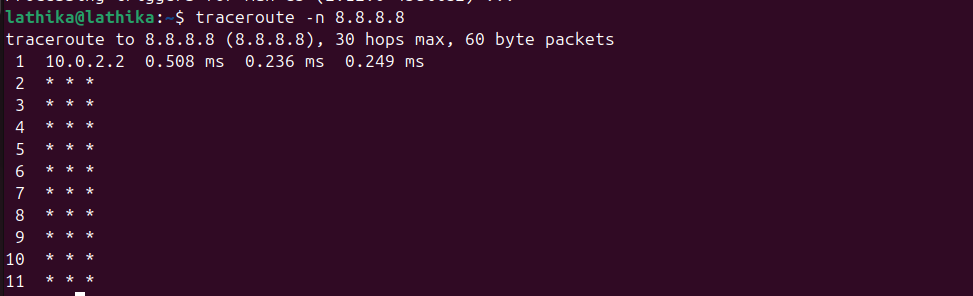 lathika@lathika:~$ traceroute -n 8.8.8.8
traceroute to 8.8.8.8 (8.8.8.8), 30 hops max, 60 byte packets
 1  10.0.2.2  0.508 ms  0.236 ms  0.249 ms
 2  * * *
 3  * * *
 4  * * *
 5  * * *
 6  * * *
 7  * * *
 8  * * *
 9  * * *
10  * * *
11  * * *